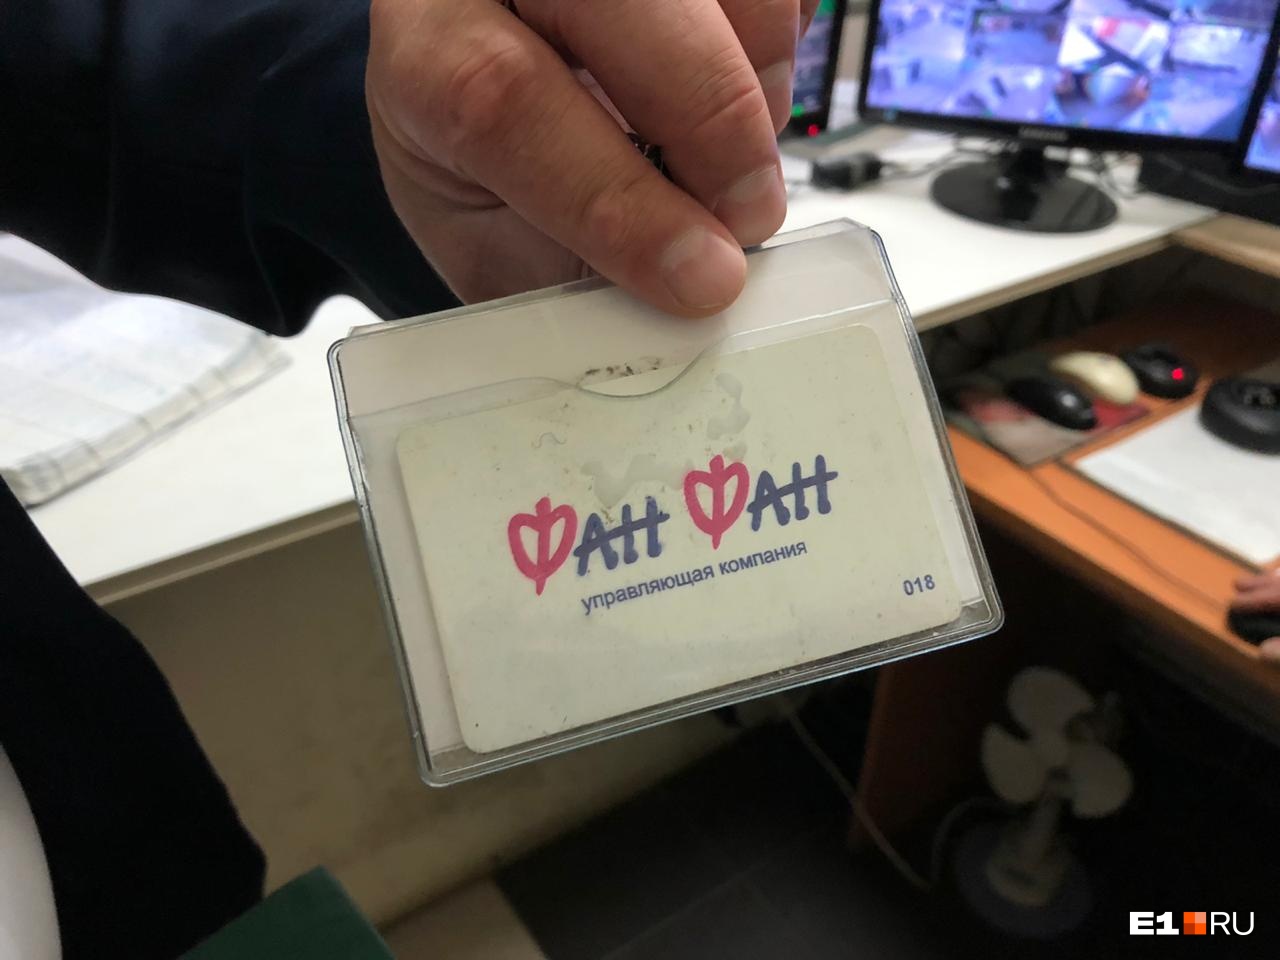 ФАН ФАН
управляющая компания
018
E1 RU